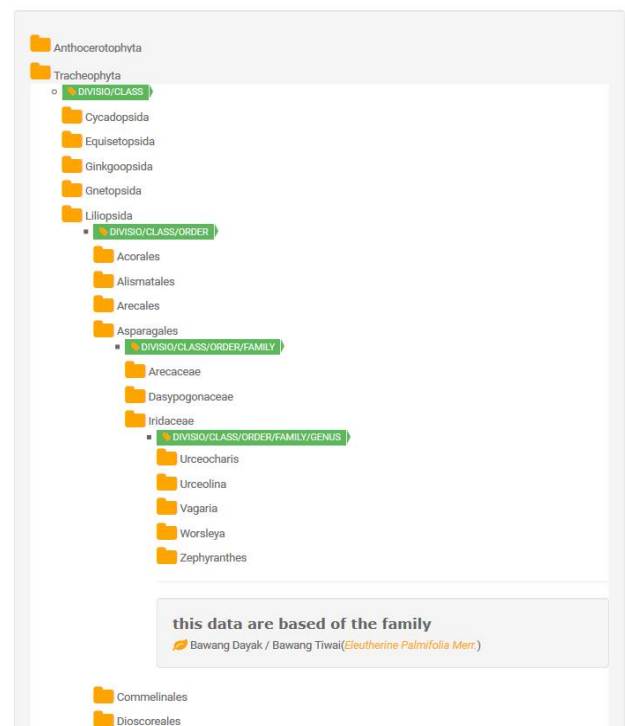 Anthocerotophyta
Tracheophyta
DIVISIO/CLASS
Cycadopsida
Equisetopsida
Ginkgoopsida
Gnetopsida
Liliopsida
DIVISIO/CLASS/ORDER
Acorales
Alismatales
Arecales
Asparagales
DIVISIO/CLASS/ORDER/FAMILY
Arecaceae
Dasypogonaceae
Iridaceae
DIVISIO/CLASS/ORDER/FAMILY/GENUS
Urceocharis
Urceolina
Vagaria
Worsleya
Zephyranthes
this data are based of the family
Bawang Dayak / Bawang Tiwai(Eleutherine Palmifolia Merr.)
Commelinales
Dioscoreales